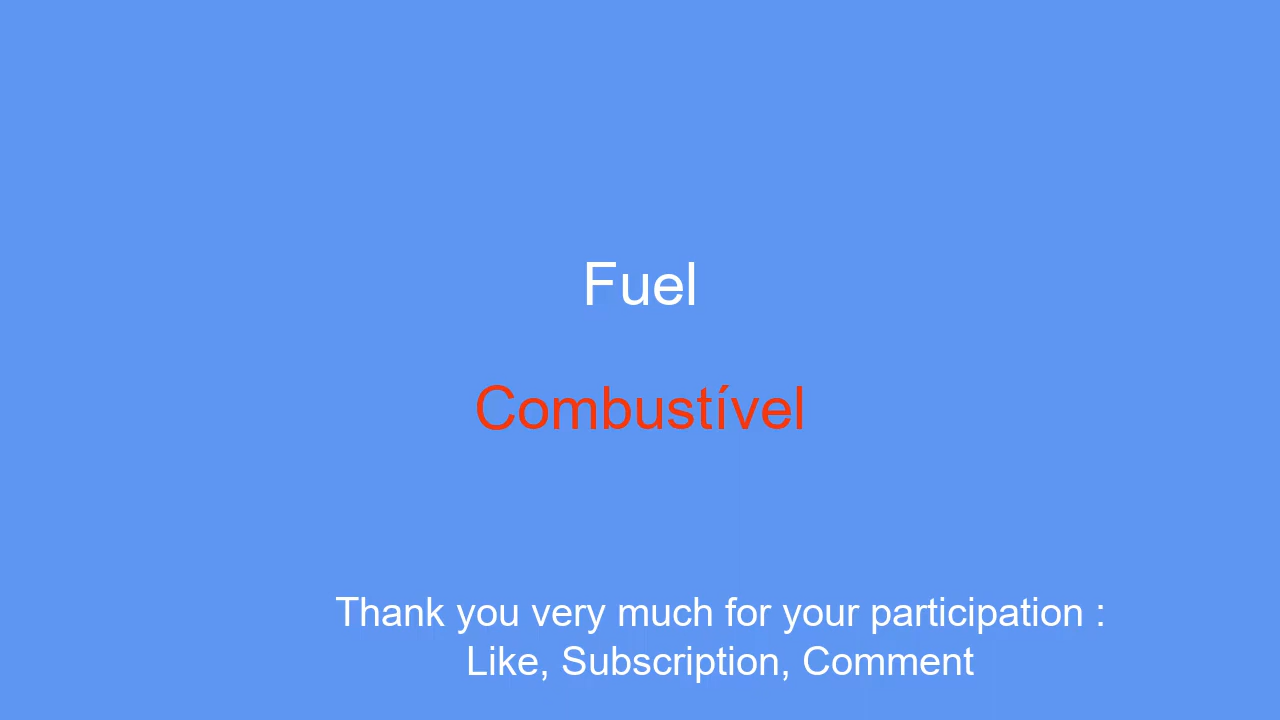 Fuel
Combustível
Thank you very much for your participation :
Like, Subscription, Comment